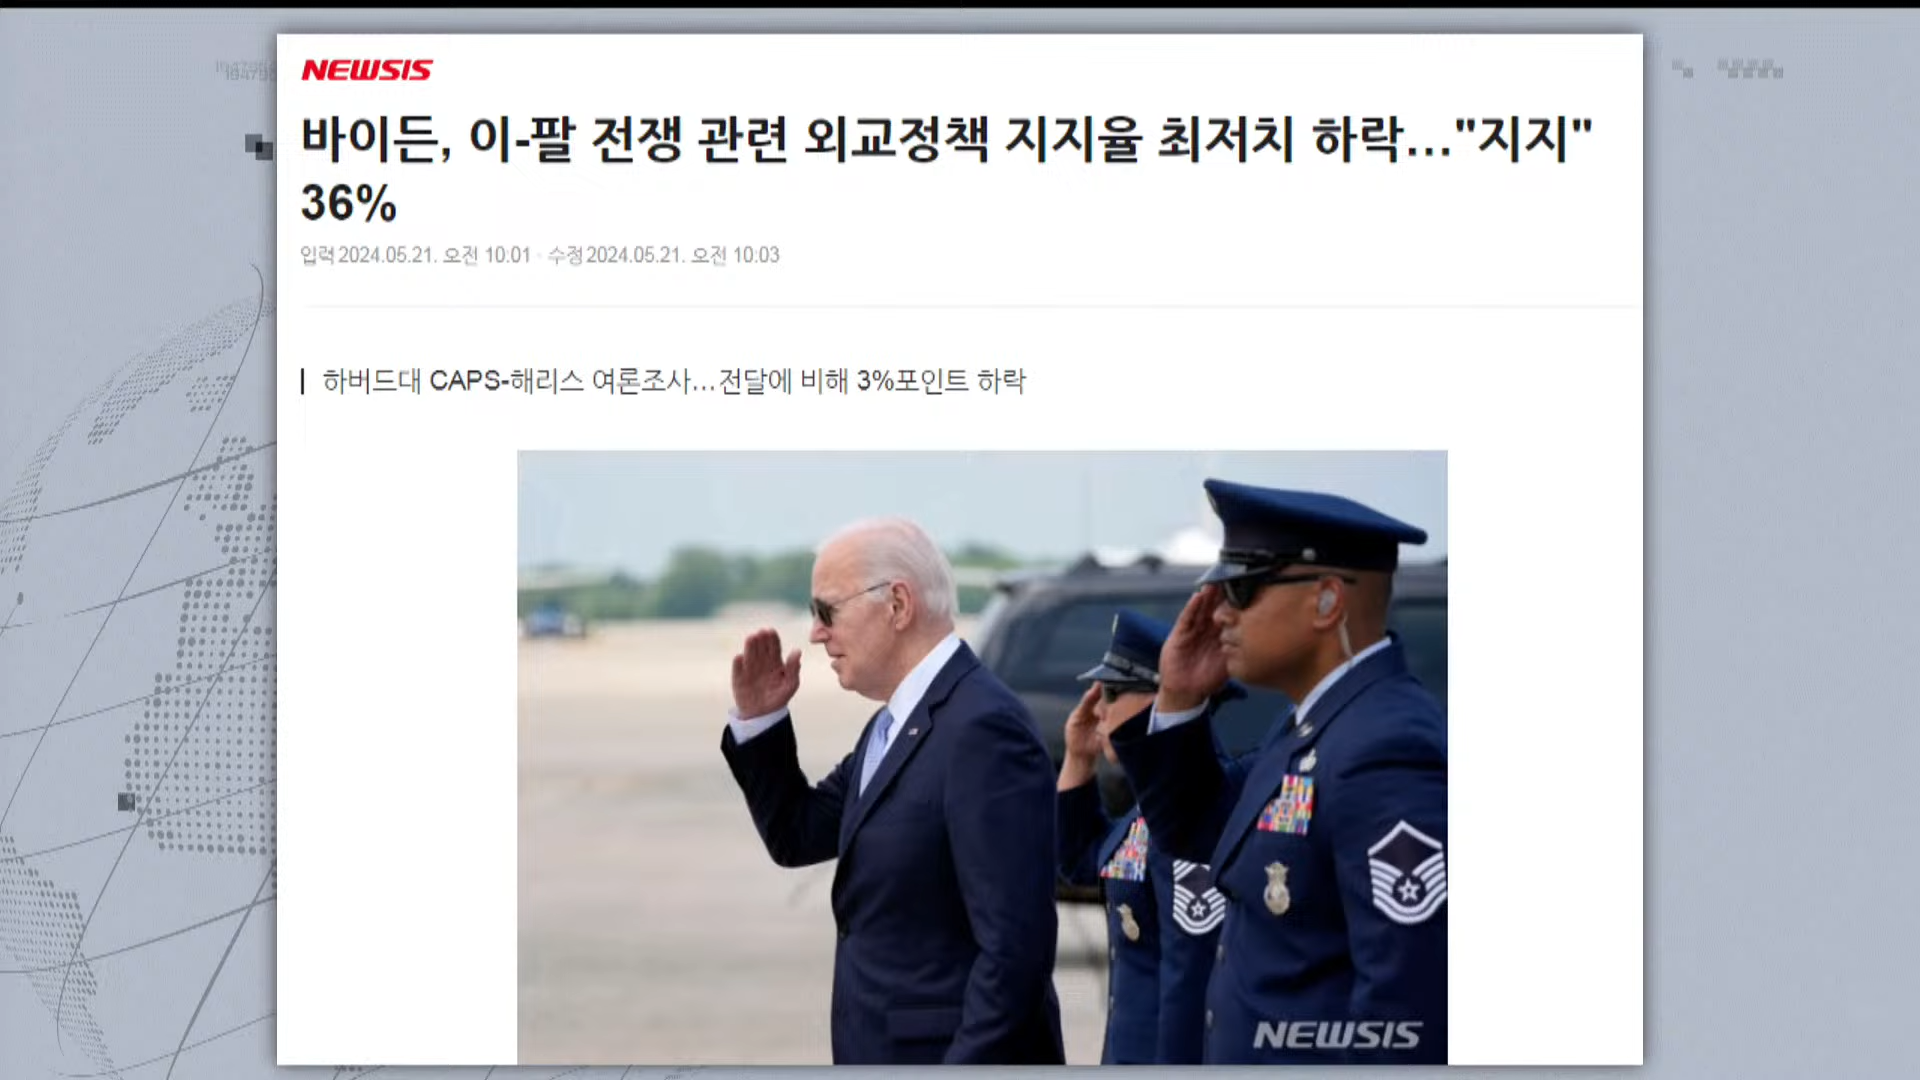 NEWSIS
바이든, 이-팔 전쟁 관련 외교정책 지지율 최저치 하락…"지지"
36%
입력 2024.05.21. 오전 10:01 · 수정 2024.05.21. 오전 10:03
하버드대 CAPS-해리스 여론조사…전달에 비해 3%포인트 하락
NEWSIS